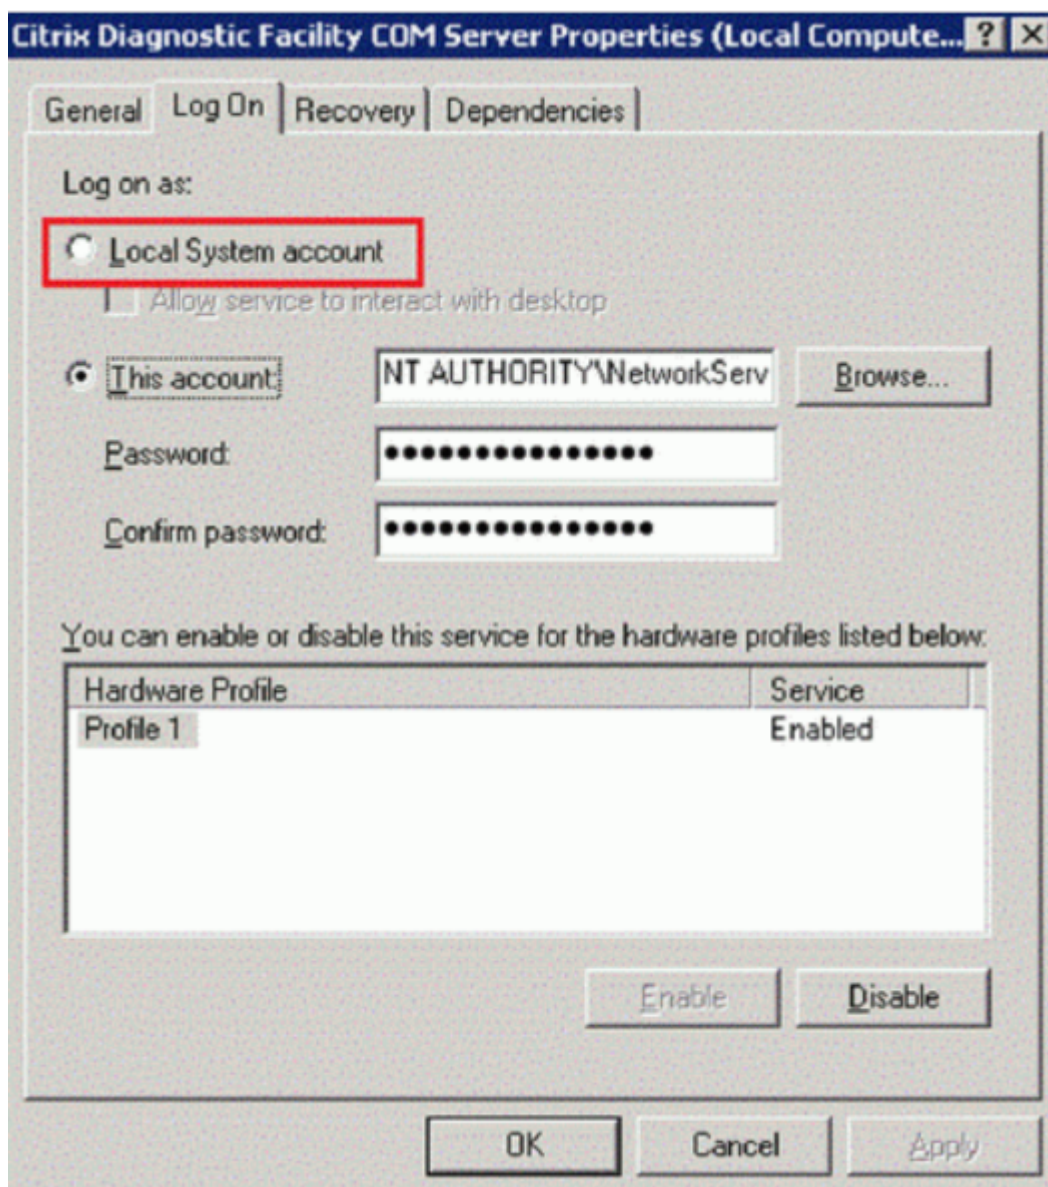 Citrix Diagnostic Facility COM Server Properties (Local Compute... ? X
General Log On Recovery Dependencies
Log on as:
Local System account
Allow service to interact with desktop
This account: NT AUTHORITY\NetworkServ Browse...
Password: •••••••••••••••
Confirm password: •••••••••••••••
You can enable or disable this service for the hardware profiles listed below:
Hardware Profile Service
Profile 1 Enabled
Enable Disable
OK Cancel Apply